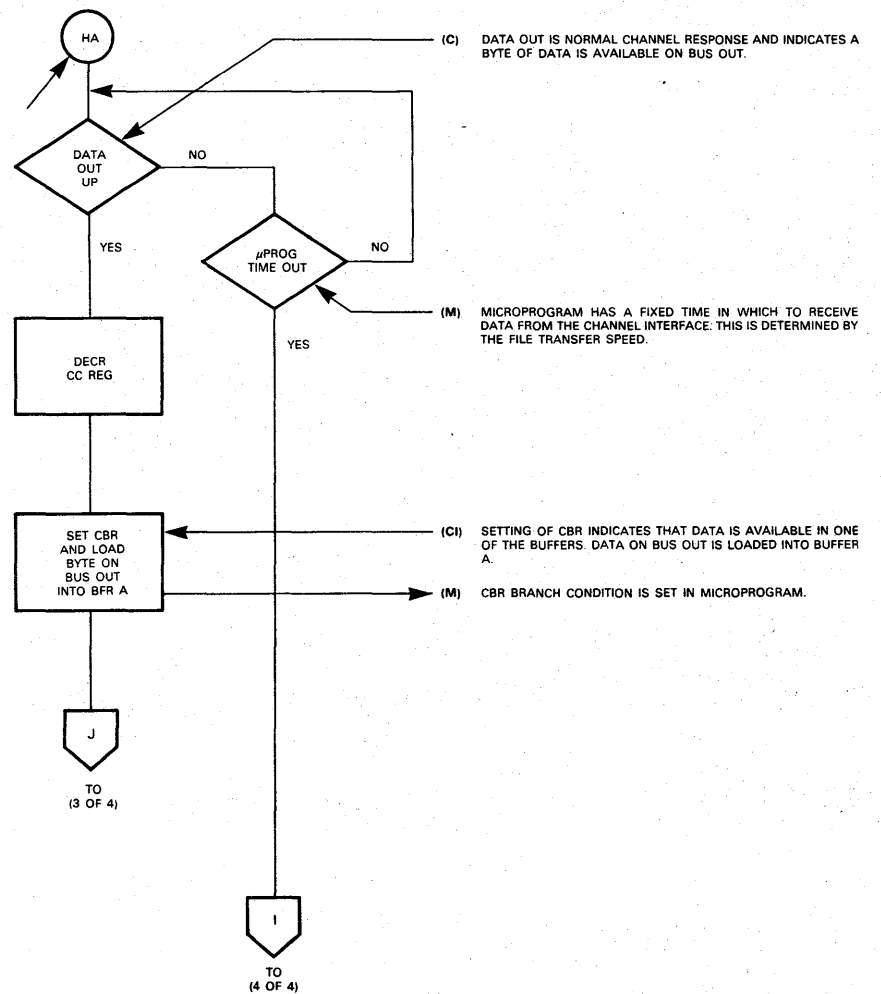 HA
(C) DATA OUT IS NORMAL CHANNEL RESPONSE AND INDICATES A
BYTE OF DATA IS AVAILABLE ON BUS OUT.
DATA
OUT
UP
NO
YES
μPROG
TIME OUT
NO
(M) MICROPROGRAM HAS A FIXED TIME IN WHICH TO RECEIVE
DATA FROM THE CHANNEL INTERFACE. THIS IS DETERMINED BY
THE FILE TRANSFER SPEED.
YES
DECR
CC REG
SET CBR
AND LOAD
BYTE ON
BUS OUT
INTO BFR A
(CI) SETTING OF CBR INDICATES THAT DATA IS AVAILABLE IN ONE
OF THE BUFFERS. DATA ON BUS OUT IS LOADED INTO BUFFER
A.
(M) CBR BRANCH CONDITION IS SET IN MICROPROGRAM.
J
TO
(3 OF 4)
I
TO
(4 OF 4)